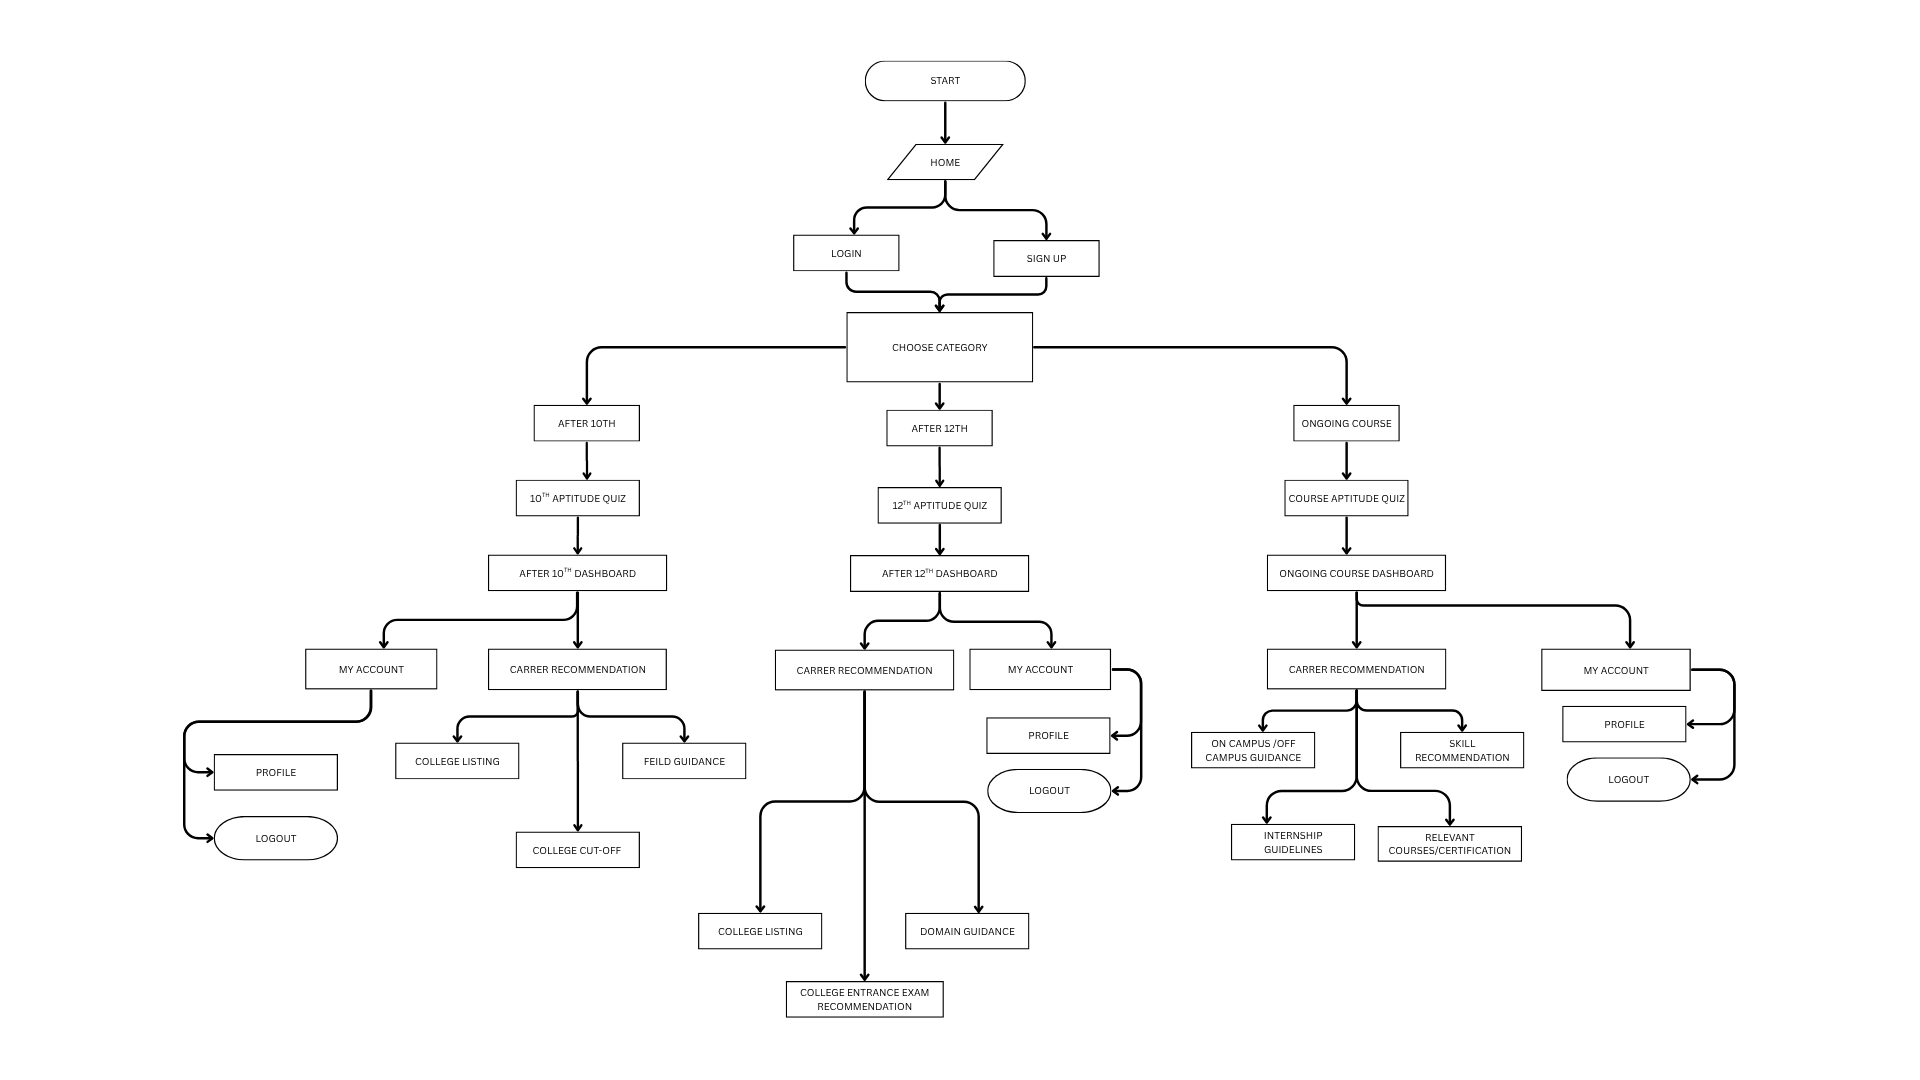 START
HOME
LOGIN
SIGN UP
CHOOSE CATEGORY
AFTER 10TH
AFTER 12TH
ONGOING COURSE
10TH APTITUDE QUIZ
12TH APTITUDE QUIZ
COURSE APTITUDE QUIZ
AFTER 10TH DASHBOARD
AFTER 12TH DASHBOARD
ONGOING COURSE DASHBOARD
MY ACCOUNT
CARRER RECOMMENDATION
CARRER RECOMMENDATION
MY ACCOUNT
CARRER RECOMMENDATION
MY ACCOUNT
PROFILE
LOGOUT
COLLEGE LISTING
FEILD GUIDANCE
COLLEGE CUT-OFF
PROFILE
LOGOUT
COLLEGE LISTING
DOMAIN GUIDANCE
COLLEGE ENTRANCE EXAM
RECOMMENDATION
ON CAMPUS /OFF
CAMPUS GUIDANCE
SKILL
RECOMMENDATION
INTERNSHIP
GUIDELINES
RELEVANT
COURSES/CERTIFICATION
PROFILE
LOGOUT